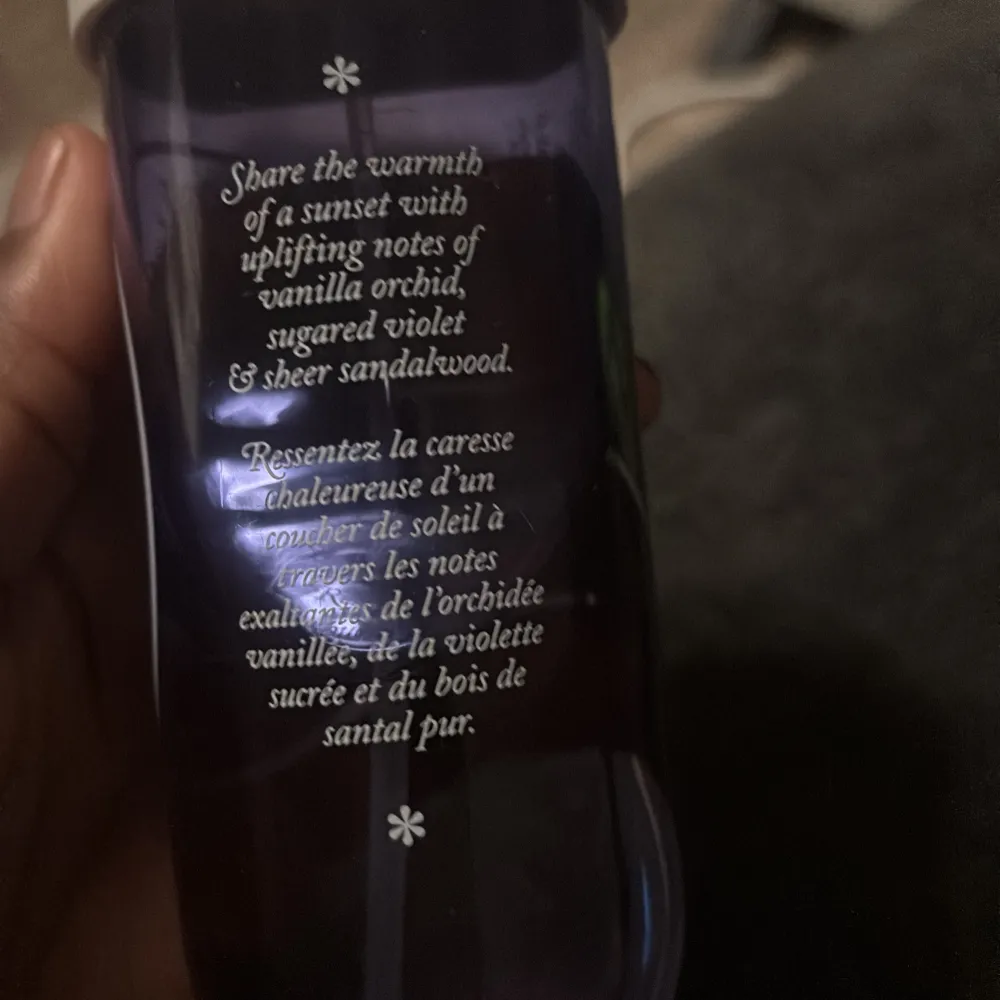 Share the warmth
of a sunset with
uplifting notes of
vanilla orchid,
sugared violet
& sheer sandalwood.
Ressentez la caresse
chaleureuse d'un
coucher de soleil à
travers les notes
exaltantes de l'orchidée
vanillée, de la violette
sucrée et du bois de
santal pur.